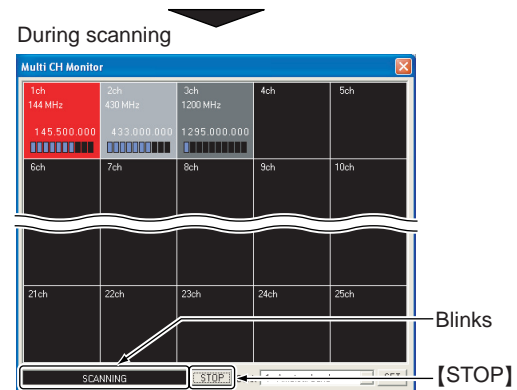 During scanning
Multi CH Monitor
1ch
144 MHz
145.500.000
2ch
430 MHz
433.000.000
3ch
1200 MHz
1295.000.000
4ch
5ch
6ch
7ch
8ch
9ch
10ch
21ch
22ch
23ch
24ch
25ch
Blinks
SCANNING
STOP
【STOP】